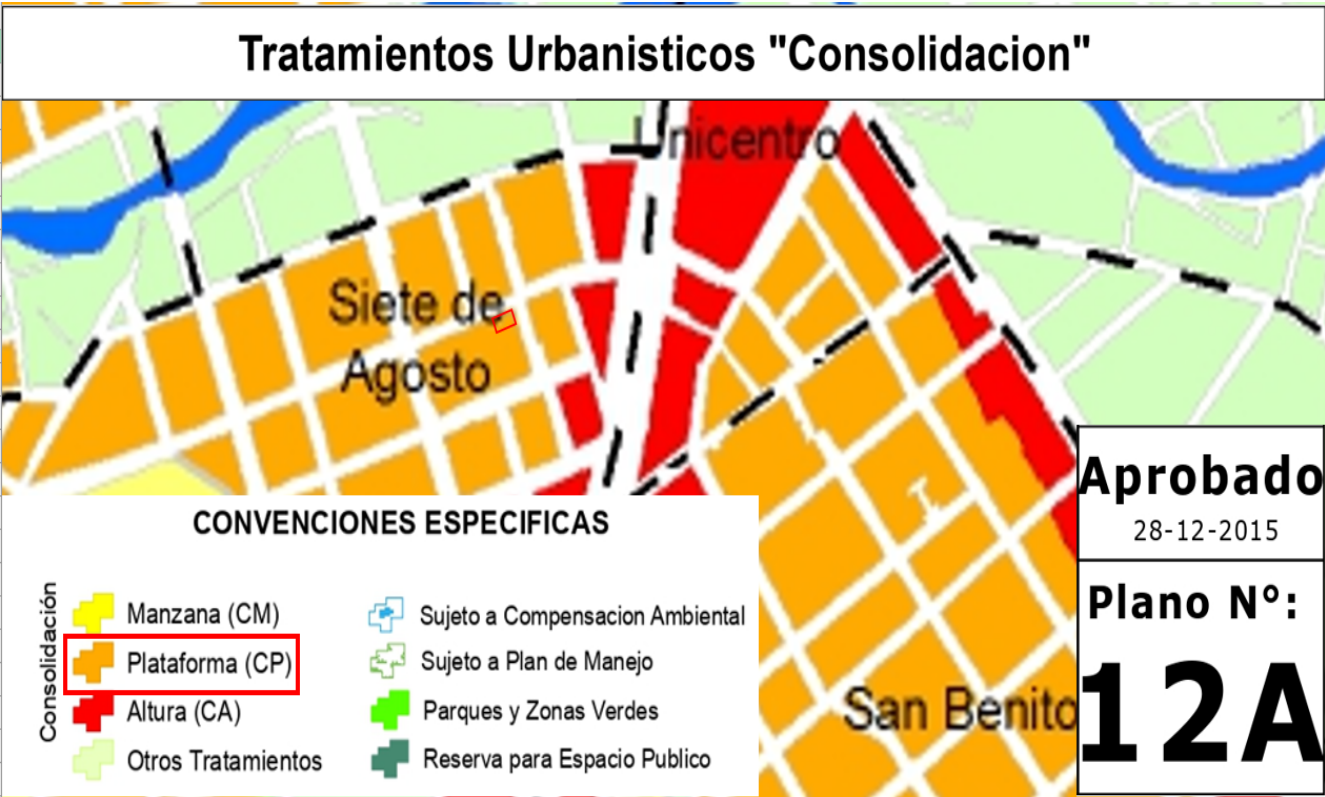 Tratamientos Urbanisticos "Consolidacion"
Unicentro
Siete de
Agosto
San Benito
CONVENCIONES ESPECIFICAS
Consolidación
Manzana (CM)
Plataforma (CP)
Altura (CA)
Otros Tratamientos
Sujeto a Compensacion Ambiental
Sujeto a Plan de Manejo
Parques y Zonas Verdes
Reserva para Espacio Publico
Aprobado
28-12-2015
Plano N°:
12A